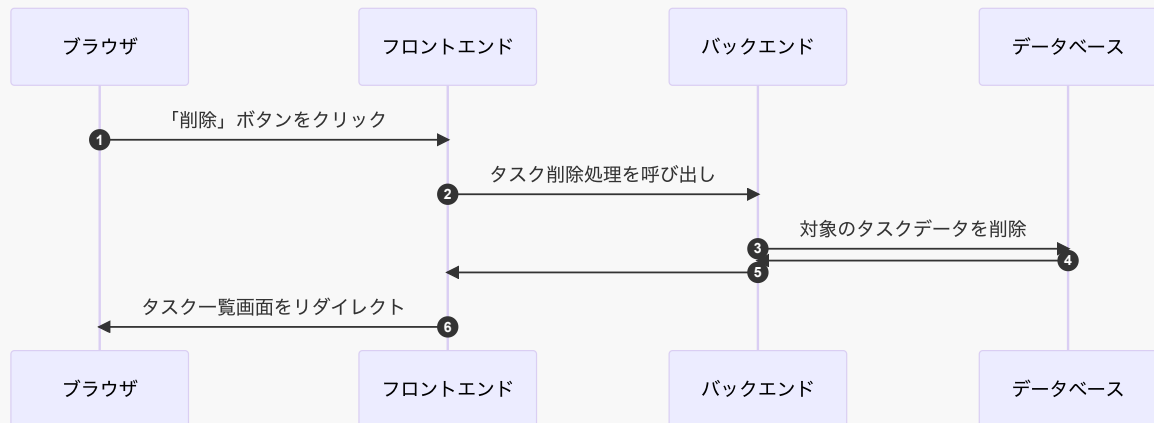 ブラウザ
フロントエンド
バックエンド
データベース
「削除」ボタンをクリック
1
タスク削除処理を呼び出し
2
対象のタスクデータを削除
3
4
5
タスク一覧画面をリダイレクト
6
ブラウザ
フロントエンド
バックエンド
データベース